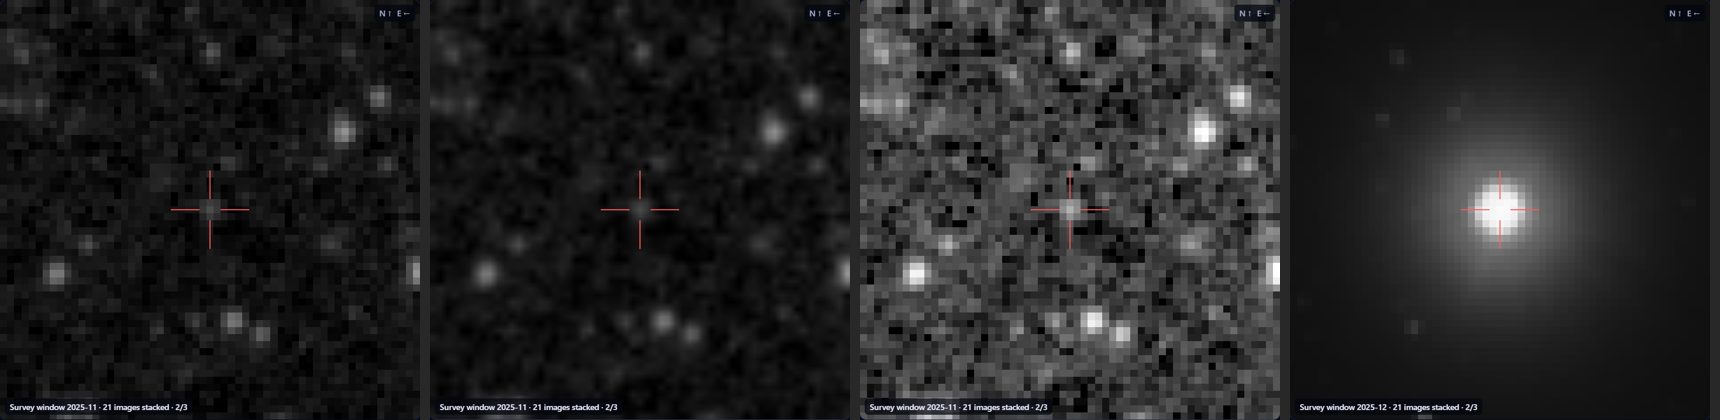 N↑ E←
N↑ E←
N↑ E←
N↑ E←
Survey window 2025-11 · 21 images stacked · 2/3
Survey window 2025-11 · 21 images stacked · 2/3
Survey window 2025-11 · 21 images stacked · 2/3
Survey window 2025-12 · 21 images stacked · 2/3